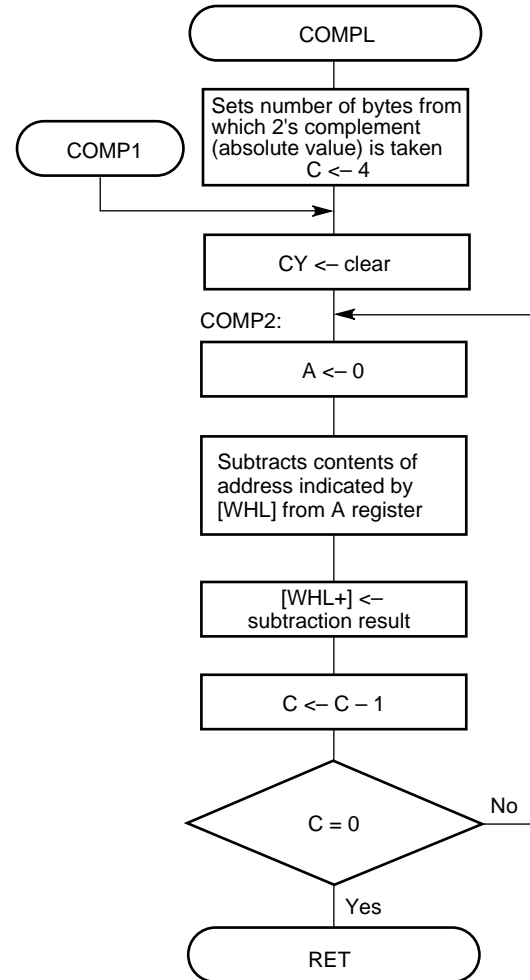 COMPL
Sets number of bytes from
which 2's complement
(absolute value) is taken
C <– 4
COMP1
CY <– clear
COMP2:
A <– 0
Subtracts contents of
address indicated by
[WHL] from A register
[WHL+] <–
subtraction result
C <– C – 1
C = 0
No
Yes
RET